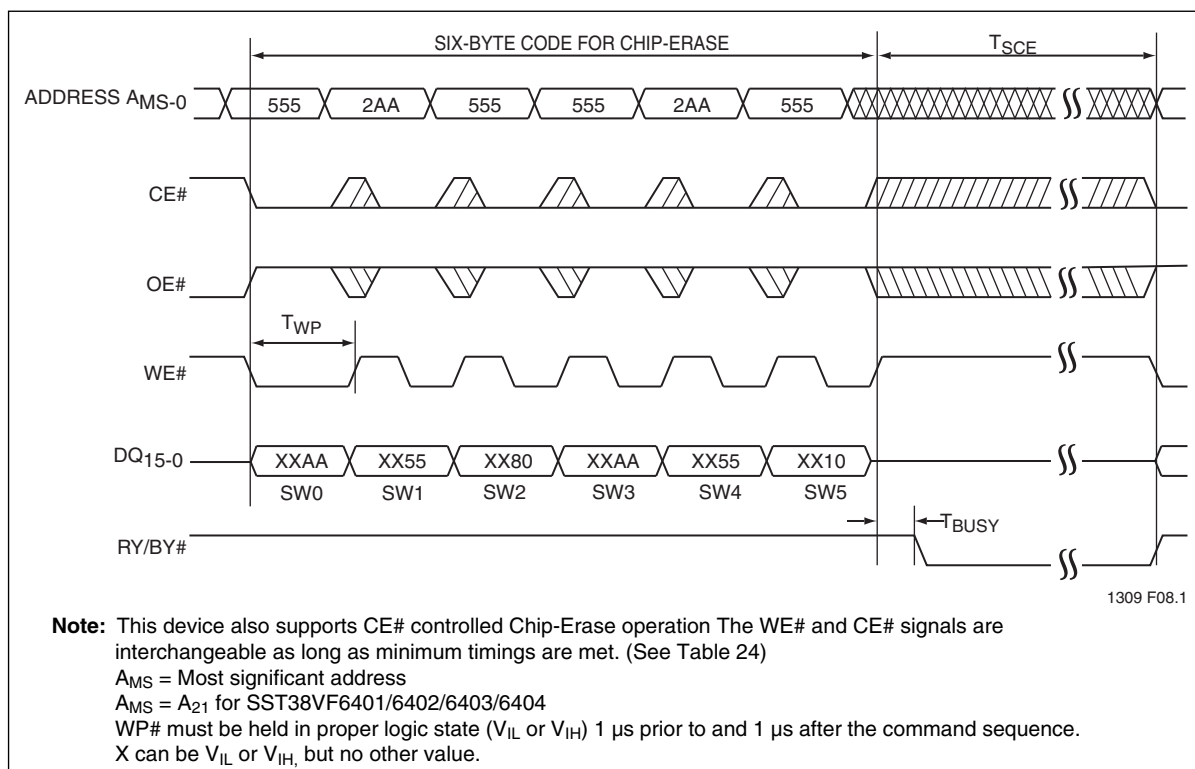 SIX-BYTE CODE FOR CHIP-ERASE
TSCE
ADDRESS AMS-0
555
2AA
555
555
2AA
555
CE#
OE#
TWP
WE#
DQ15-0
XXAA
XX55
XX80
XXAA
XX55
XX10
SW0
SW1
SW2
SW3
SW4
SW5
TBUSY
RY/BY#
1309 F08.1
Note: This device also supports CE# controlled Chip-Erase operation The WE# and CE# signals are
interchangeable as long as minimum timings are met. (See Table 24)
AMS = Most significant address
AMS = A21 for SST38VF6401/6402/6403/6404
WP# must be held in proper logic state (VIL or VIH) 1 µs prior to and 1 µs after the command sequence.
X can be VIL or VIH, but no other value.